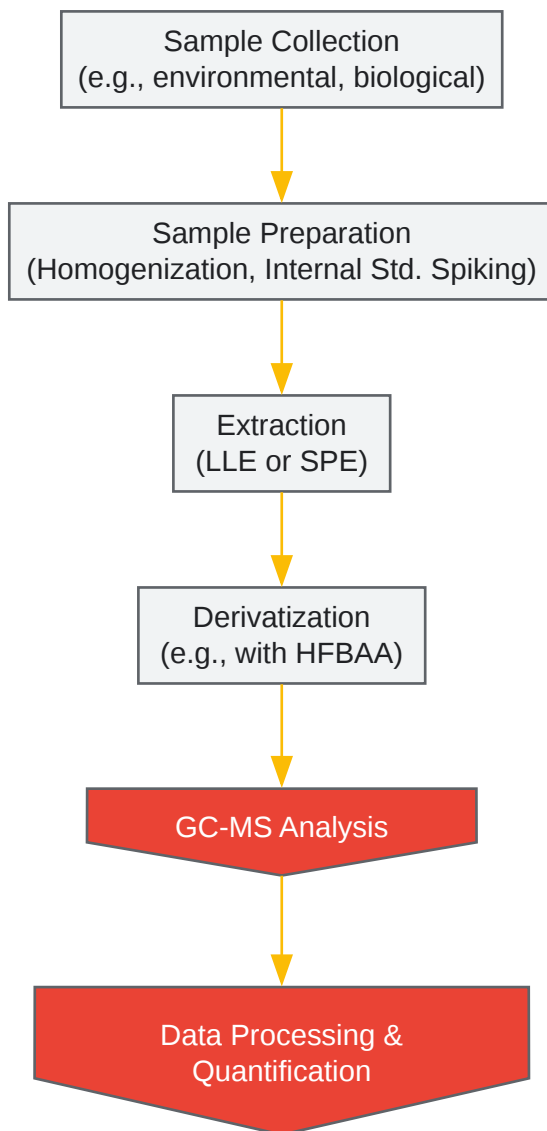 Sample Collection
(e.g., environmental, biological)
Sample Preparation
(Homogenization, Internal Std. Spiking)
Extraction
(LLE or SPE)
Derivatization
(e.g., with HFBAA)
GC-MS Analysis
Data Processing &
Quantification